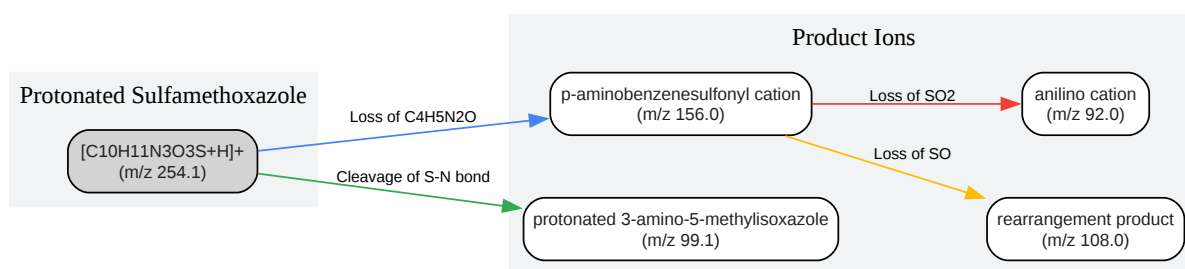 Product Ions
Protonated Sulfamethoxazole
[C10H11N3O3S+H]+
(m/z 254.1)
Loss of C4H5N2O
Cleavage of S-N bond
p-aminobenzenesulfonyl cation
(m/z 156.0)
Loss of SO2
anilino cation
(m/z 92.0)
Loss of SO
protonated 3-amino-5-methylisoxazole
(m/z 99.1)
rearrangement product
(m/z 108.0)